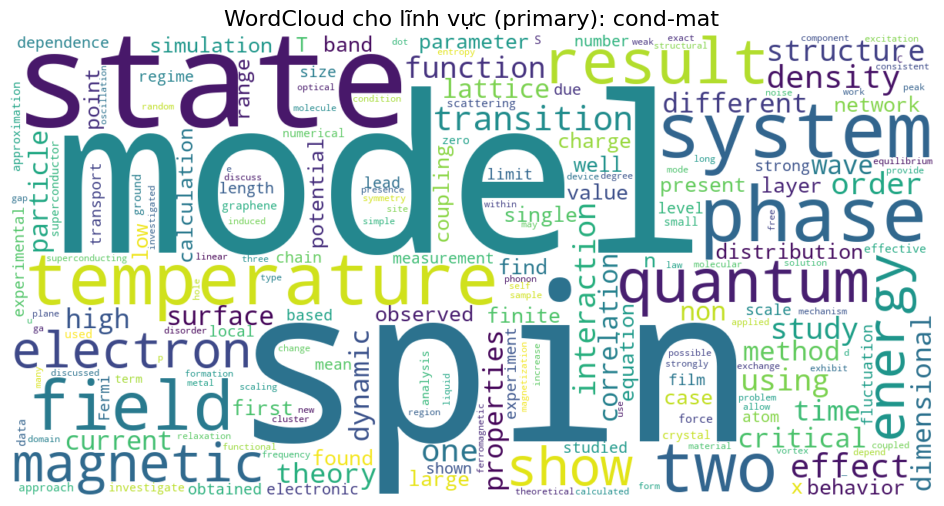 WordCloud cho lĩnh vực (primary): cond-mat
dependence simulation T band parameter S number weak exact structural component excitation
state result structure
approximation point oscillation regime range size optical molecule dot entropy condition function lattice due scattering density consistent noise work peak
random numerical transition different network
model system
particle superconductor transport gap ground low investigated calculation e discuss length graphene induced potential lead presence symmetry simple site coupling zero limit charge well value device degree within single may strong wave equilibrium mode long provide present layer order level small free
phase
experimental superconducting linear three chain measurement find interaction n distribution effective
temperature quantum law molecular solution
u plane hole type phonon self sample
ga high surface used disorder based local observed finite correlation equation non scale applied mechanism study
electron spin energy
p change mean dynamic properties experiment magnetization increase possible strongly exchange exhibit d method fluctuation dimensional
many discussed formation metal term Fermi analysis liquid film using problem allow
field scaling first new cluster region use case atom time
data domain current relaxation functional ferromagnetic one studied force crystal material critical vortex coupled depend
magnetic frequency theory found shown large show two effect
approach investigate obtained electronic theoretical calculated form x behavior